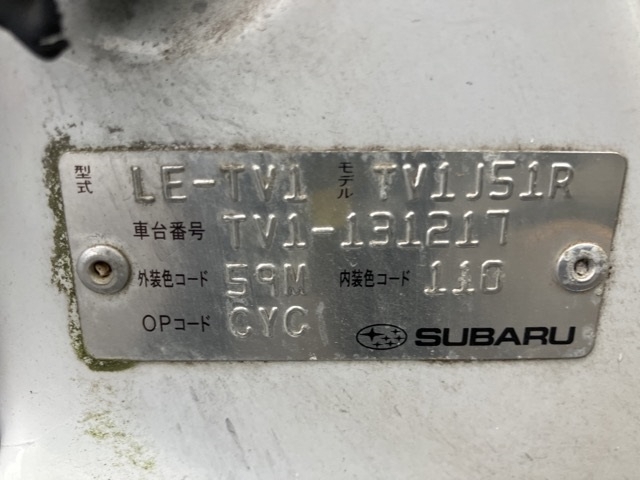 型式 LE-TV1 モデル TV1J51R
車台番号 TV1-131217
外装色コード 59M 内装色コード 110
OPコード CYC
SUBARU